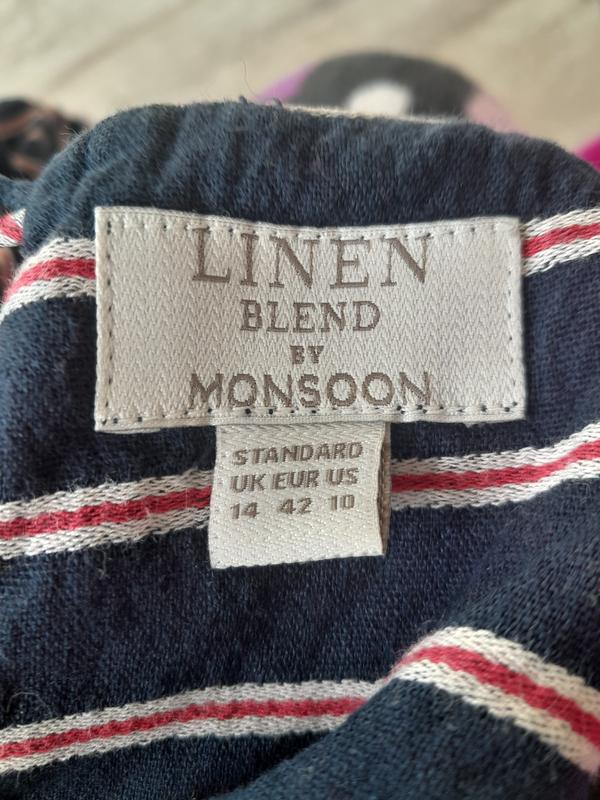 LINEN
BLEND
BY
MONSOON
STANDARD
UK EUR US
14 42 10